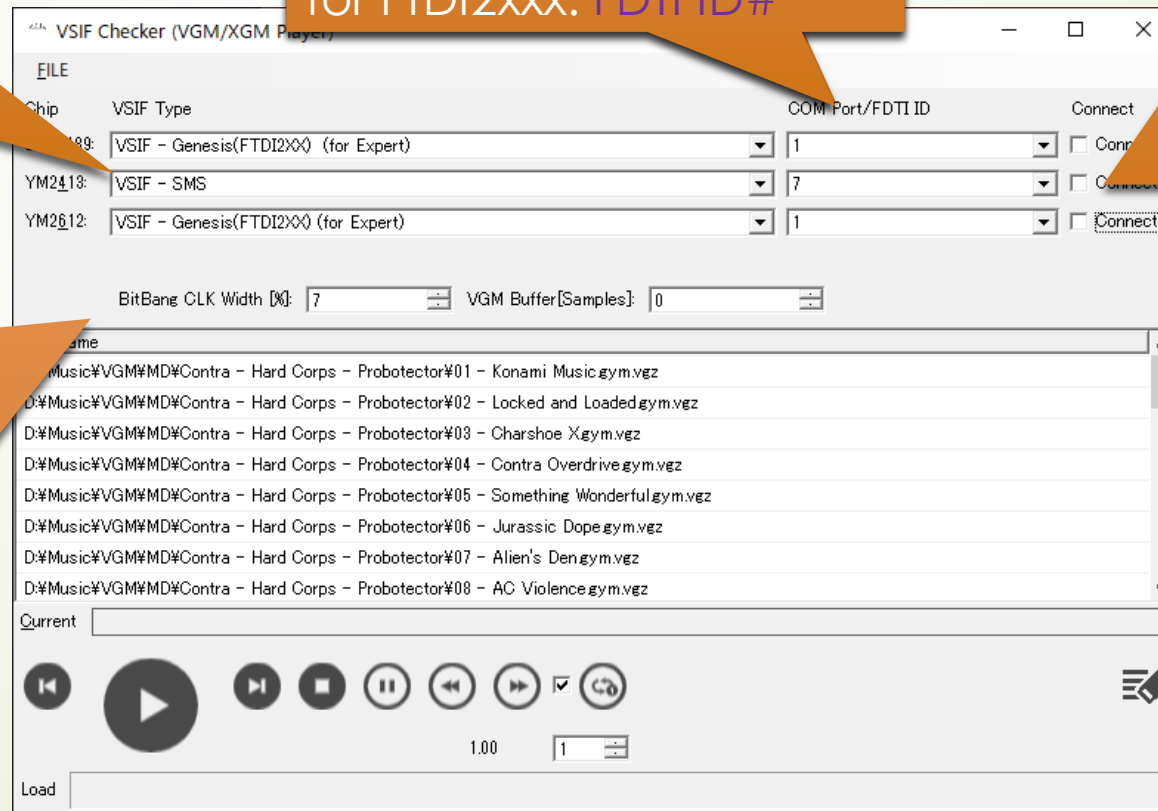 for FTDI2xxx: FDTI ID#
VSIF Checker (VGM/XGM Player)
FILE
Chip VSIF Type COM Port/FDTI ID Connect
VSIF - Genesis(FTDI2XX) (for Expert) 1
YM2413: VSIF - SMS 7 Connect
YM2612: VSIF - Genesis(FTDI2XX) (for Expert) 1 Connect
BitBang CLK Width [%]: 7 VGM Buffer[Samples]: 0
D:¥Music¥VGM¥MD¥Contra - Hard Corps - Probotector¥01 - Konami Music.gym.vgz
D:¥Music¥VGM¥MD¥Contra - Hard Corps - Probotector¥02 - Locked and Loaded.gym.vgz
D:¥Music¥VGM¥MD¥Contra - Hard Corps - Probotector¥03 - Charshoe X.gym.vgz
D:¥Music¥VGM¥MD¥Contra - Hard Corps - Probotector¥04 - Contra Overdrive.gym.vgz
D:¥Music¥VGM¥MD¥Contra - Hard Corps - Probotector¥05 - Something Wonderful.gym.vgz
D:¥Music¥VGM¥MD¥Contra - Hard Corps - Probotector¥06 - Jurassic Dope.gym.vgz
D:¥Music¥VGM¥MD¥Contra - Hard Corps - Probotector¥07 - Alien's Den.gym.vgz
D:¥Music¥VGM¥MD¥Contra - Hard Corps - Probotector¥08 - AC Violence.gym.vgz
Current
1.00 1
Load